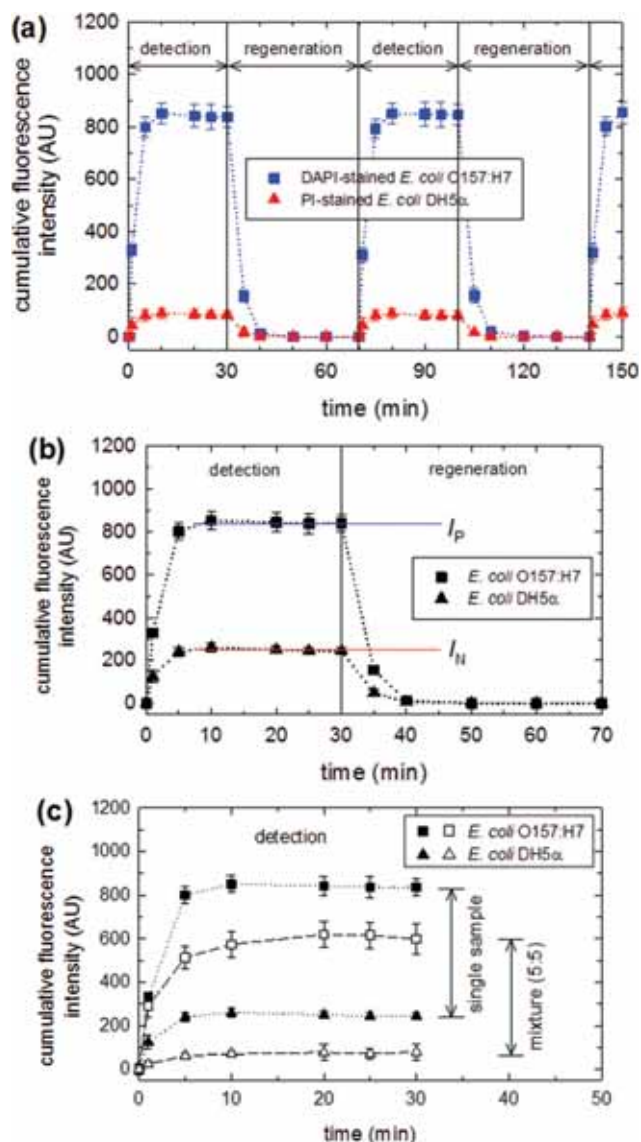 (a)
detection regeneration detection regeneration
1200
1000
800
600
400
200
0
cumulative fluorescence
intensity (AU)
DAPI-stained E. coli O157:H7
PI-stained E. coli DH5α
0 30 60 90 120 150
time (min)
(b)
detection regeneration
1200
1000
800
600
400
200
0
cumulative fluorescence
intensity (AU)
I_P
E. coli O157:H7
E. coli DH5α
I_N
0 10 20 30 40 50 60 70
time (min)
(c)
detection
1200
1000
800
600
400
200
0
cumulative fluorescence
intensity (AU)
E. coli O157:H7
E. coli DH5α
single sample
mixture (5:5)
0 10 20 30 40 50
time (min)